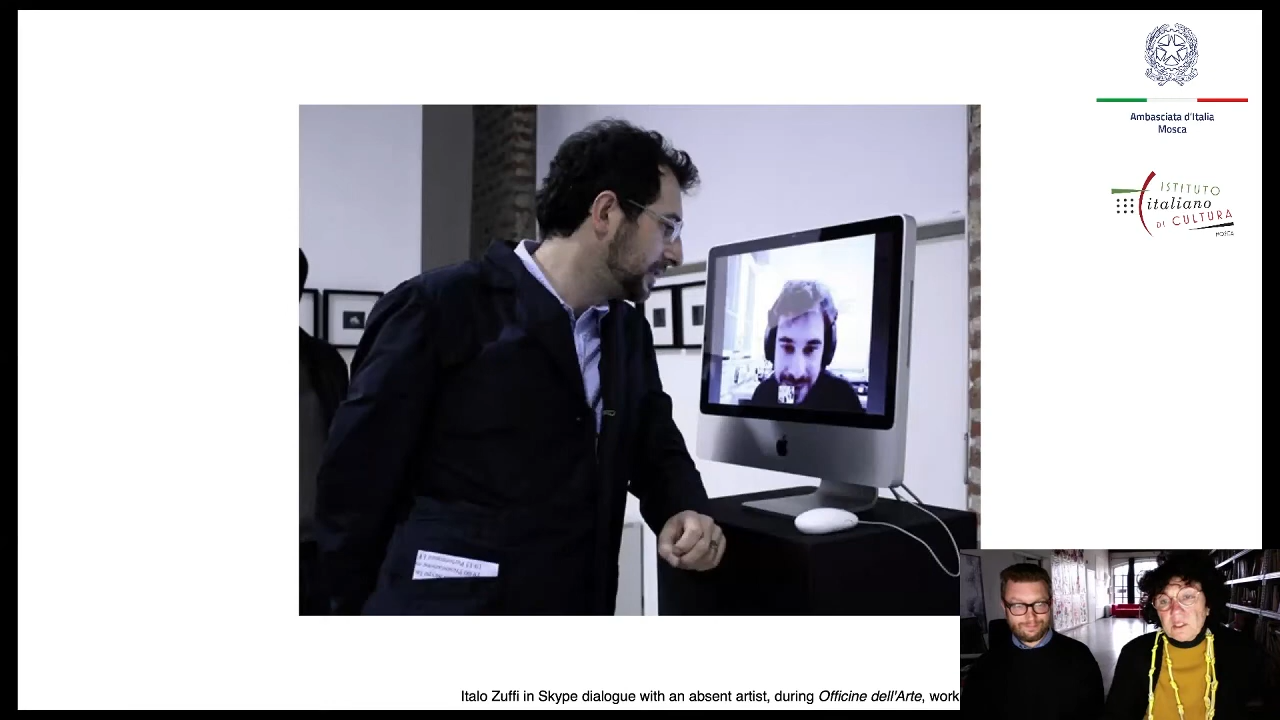 Ambasciata d'Italia
Mosca
ISTITUTO
italiano
DI CULTURA
MOSCA
Italo Zuffi in Skype dialogue with an absent artist, during Officine dell'Arte, work